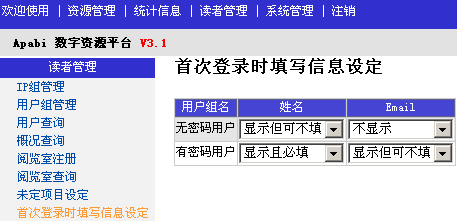 欢迎使用 | 资源管理 | 统计信息 | 读者管理 | 系统管理 | 注销
Apabi 数字资源平台 V3.1
读者管理
IP组管理
用户组管理
用户查询
概况查询
阅览室注册
阅览室查询
未定项目设定
首次登录时填写信息设定
首次登录时填写信息设定
用户组名 姓名 Email
无密码用户 显示但可不填 不显示
有密码用户 显示且必填 显示但可不填